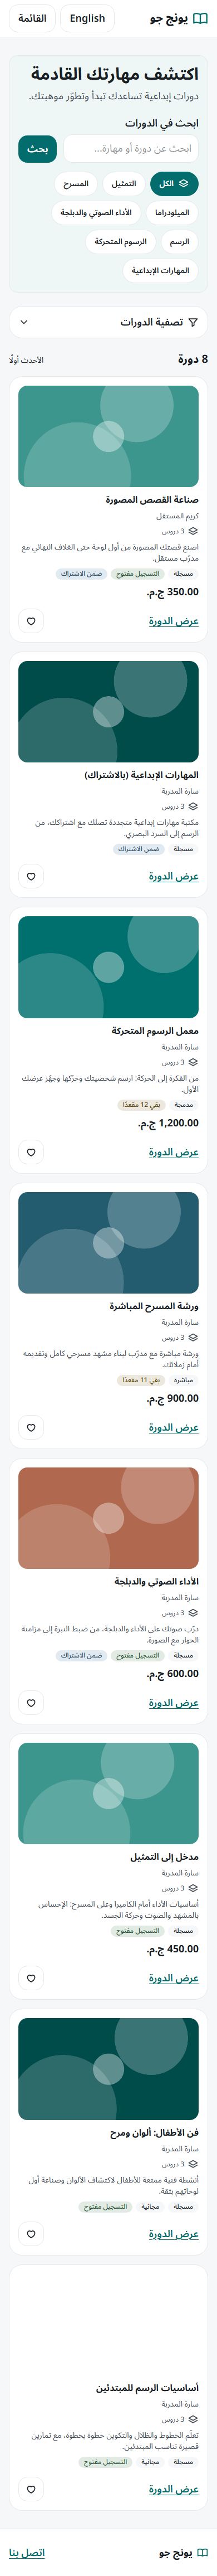 يونج جو
English
القائمة
اكتشف مهارتك القادمة
دورات إبداعية تساعدك تبدأ وتطوّر موهبتك.
ابحث في الدورات
ابحث عن دورة أو مهارة...
بحث
الكل
التمثيل
المسرح
الميلودراما
الأداء الصوتي والدبلجة
الرسم
الرسوم المتحركة
المهارات الإبداعية
تصفية الدورات
8 دورة
الأحدث أولًا
صناعة القصص المصورة
كريم المستقل
3 دروس
اصنع قصتك المصورة من أول لوحة حتى الغلاف النهائي مع
مدرّب مستقل.
مسجلة
التسجيل مفتوح
ضمن الاشتراك
350.00 ج.م.
عرض الدورة
المهارات الإبداعية (بالاشتراك)
سارة المدربة
3 دروس
مكتبة مهارات إبداعية متجددة تصلك مع اشتراكك، من
الرسم إلى السرد البصري.
مسجلة
ضمن الاشتراك
عرض الدورة
معمل الرسوم المتحركة
سارة المدربة
3 دروس
من الفكرة إلى الحركة: ارسم شخصيتك وحرّكها وجهّز عرضك
الأول.
مدمجة
بقي 12 مقعدًا
1,200.00 ج.م.
عرض الدورة
ورشة المسرح المباشرة
سارة المدربة
3 دروس
ورشة مباشرة مع مدرّب لبناء مشهد مسرحي كامل وتقديمه
أمام زملائك.
مباشرة
بقي 11 مقعدًا
900.00 ج.م.
عرض الدورة
الأداء الصوتي والدبلجة
سارة المدربة
3 دروس
درّب صوتك على الأداء والدبلجة، من ضبط النبرة إلى مزامنة
الحوار مع الصورة.
مسجلة
التسجيل مفتوح
ضمن الاشتراك
600.00 ج.م.
عرض الدورة
مدخل إلى التمثيل
سارة المدربة
3 دروس
أساسيات الأداء أمام الكاميرا وعلى المسرح: الإحساس
بالمشهد والصوت وحركة الجسد.
مسجلة
التسجيل مفتوح
450.00 ج.م.
عرض الدورة
فن الأطفال: ألوان ومرح
سارة المدربة
3 دروس
أنشطة فنية ممتعة للأطفال لاكتشاف الألوان وصناعة أول
لوحاتهم بثقة.
مسجلة
مجانية
التسجيل مفتوح
عرض الدورة
أساسيات الرسم للمبتدئين
سارة المدربة
3 دروس
تعلّم الخطوط والظلال والتكوين خطوة بخطوة، مع تمارين
قصيرة تناسب المبتدئين.
مسجلة
مجانية
التسجيل مفتوح
عرض الدورة
يونج جو
اتصل بنا